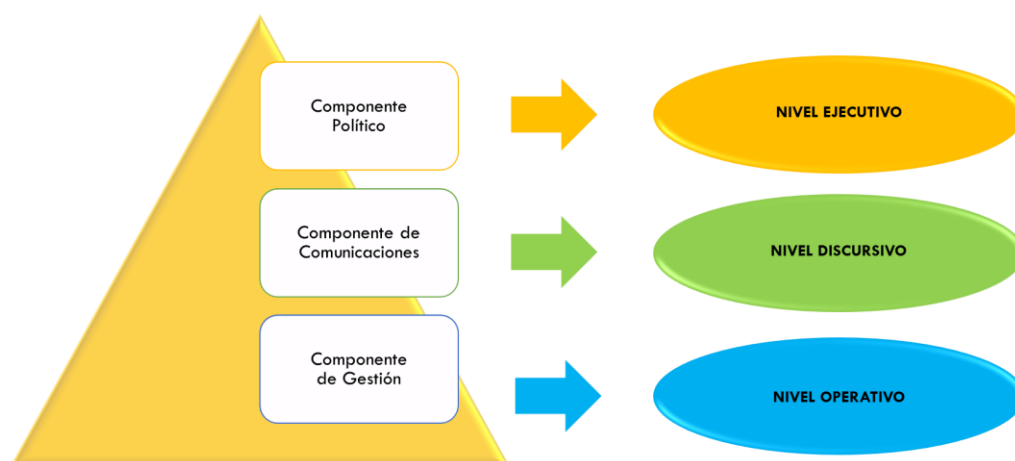 Componente
Político
NIVEL EJECUTIVO
Componente de
Comunicaciones
NIVEL DISCURSIVO
Componente
de Gestión
NIVEL OPERATIVO